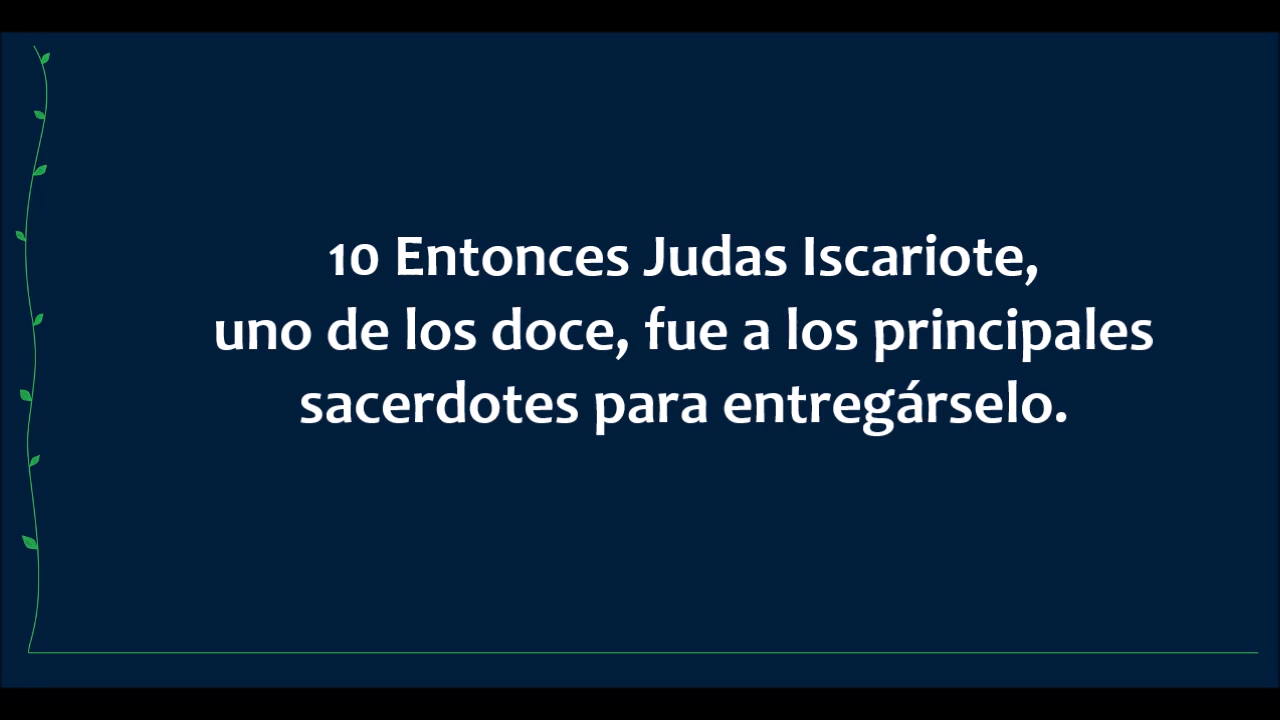 10 Entonces Judas Iscariote,
uno de los doce, fue a los principales
sacerdotes para entregárselo.